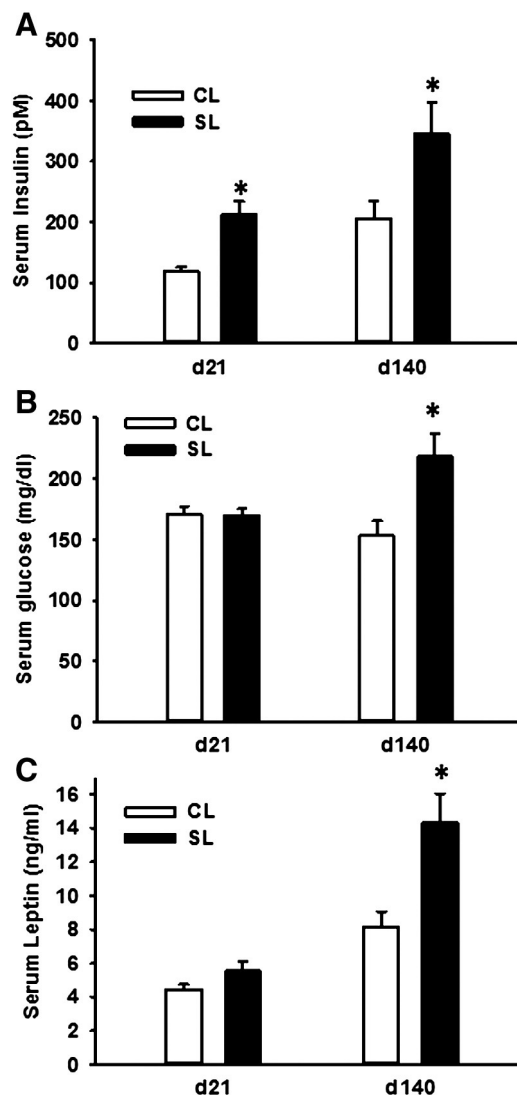 A
Serum Insulin (pM)
500
400
300
200
100
0
CL
SL
*
*
d21 d140
B
Serum glucose (mg/dl)
250
200
150
100
50
0
CL
SL
*
d21 d140
C
Serum Leptin (ng/ml)
16
14
12
10
8
6
4
2
0
CL
SL
*
d21 d140